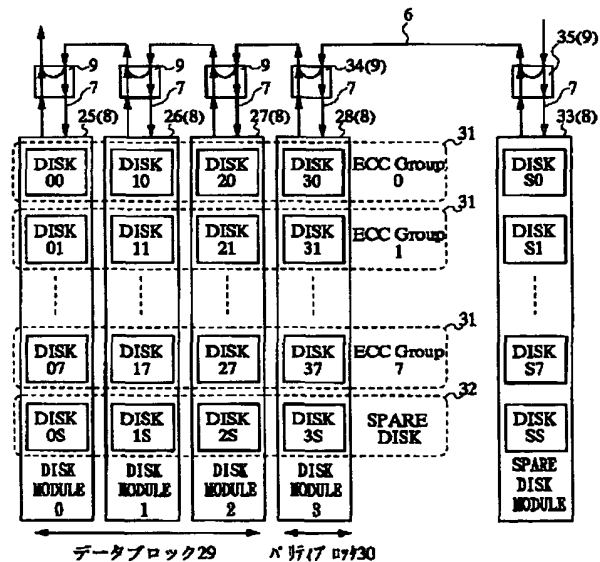 6
9 9 9 34(9) 35(9)
7 7 7 7 7
25(8) 26(8) 27(8) 28(8) 33(8)
31
DISK 00 DISK 10 DISK 20 DISK 30 ECC Group 0 DISK S0
31
DISK 01 DISK 11 DISK 21 DISK 31 ECC Group 1 DISK S1
31
DISK 07 DISK 17 DISK 27 DISK 37 ECC Group 7 DISK S7
32
DISK 0S DISK 1S DISK 2S DISK 3S SPARE DISK DISK SS
DISK MODULE 0 DISK MODULE 1 DISK MODULE 2 DISK MODULE 3 SPARE DISK MODULE
データブロック29 パリティブロック30